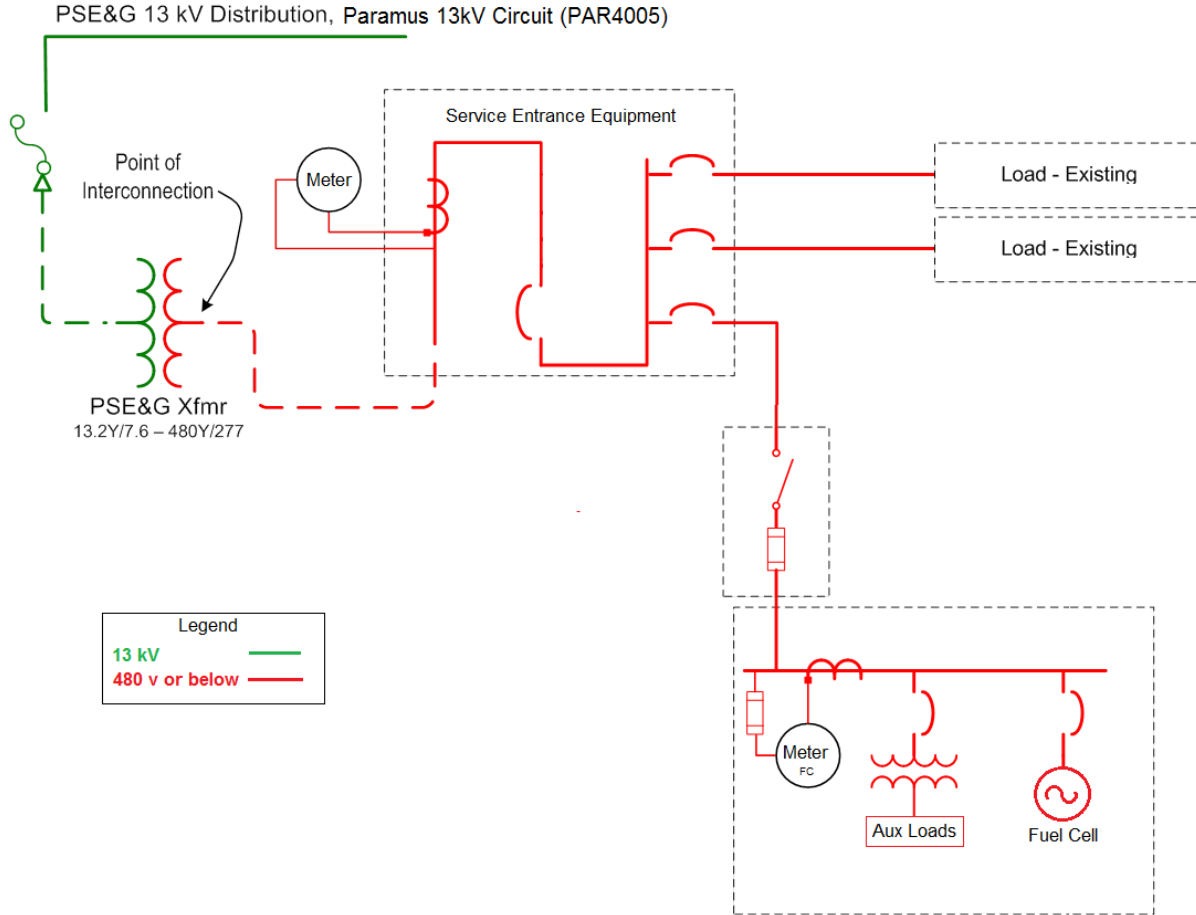 PSE&G 13 kV Distribution, Paramus 13kV Circuit (PAR4005)
Service Entrance Equipment
Point of
Interconnection
Meter
Load - Existing
Load - Existing
PSE&G Xfmr
13.2Y/7.6 – 480Y/277
Legend
13 kV
480 v or below
Meter
FC
Aux Loads
Fuel Cell